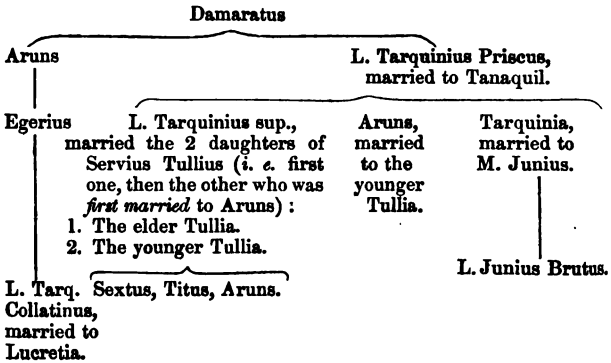 Damaratus
Aruns
L. Tarquinius Priscus,
married to Tanaquil.
Egerius
L. Tarquinius sup.,
married the 2 daughters of
Servius Tullius (i. e. first
one, then the other who was
first married to Aruns) :
1. The elder Tullia.
2. The younger Tullia.
Aruns,
married
to the
younger
Tullia.
Tarquinia,
married to
M. Junius.
L. Junius Brutus.
L. Tarq.
Collatinus,
married to
Lucretia.
Sextus, Titus, Aruns.